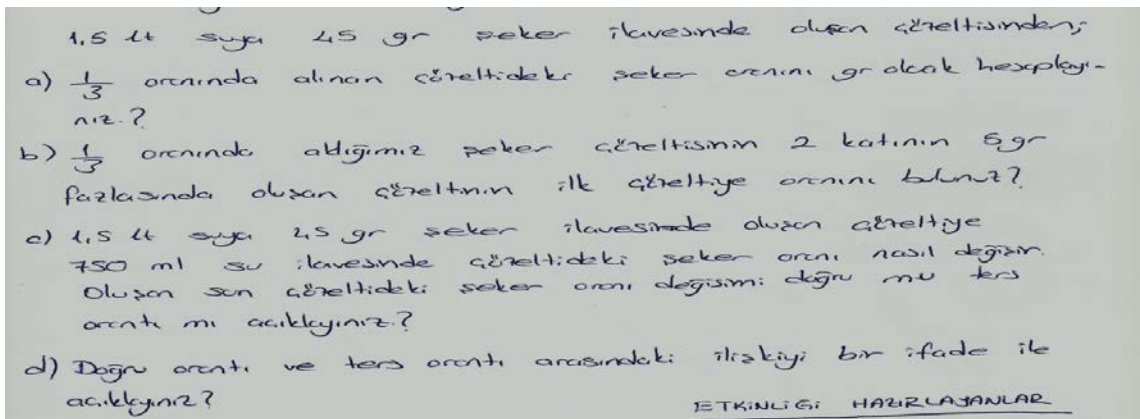 1,5 lt suya 45 gr şeker ilavesinde oluşan çözeltisinden;
a) 1/3 oranında alınan çözeltideki şeker oranını gr olarak hesaplayı-
nız.?
b) 1/3 oranında aldığımız şeker çözeltisinin 2 katının 5 gr
fazlasında oluşan çözeltinin ilk çözeltiye oranını bulunuz?
c) 1,5 lt suya 45 gr şeker ilavesinde oluşan çözeltiye
750 ml su ilavesinde çözeltideki şeker oranı nasıl değişir.
Oluşan son çözeltideki şeker oranı değişimi doğru mu ters
orantı mı açıklayınız.?
d) Doğru orantı ve ters orantı arasındaki ilişkiyi bir ifade ile
açıklayınız?
ETKİNLİĞİ HAZIRLAYANLAR